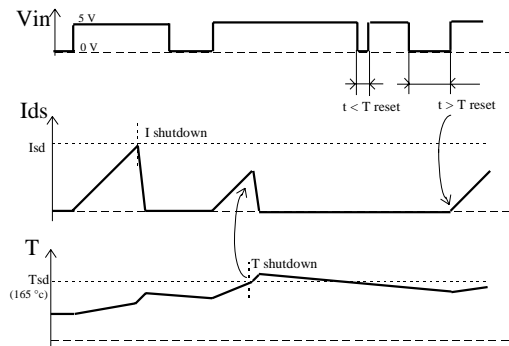 Vin
5 V
0 V
t < T reset
t > T reset
Ids
I shutdown
Isd
T
T shutdown
Tsd
(165 °c)